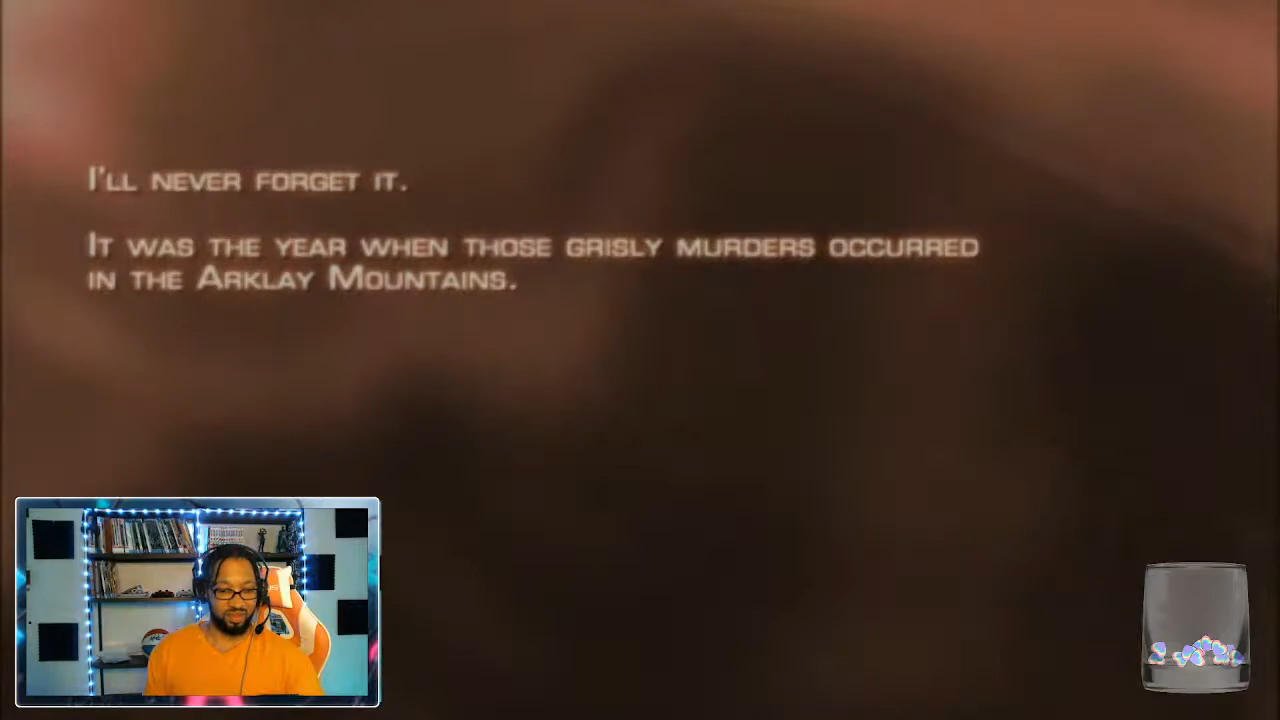 I'll never forget it.
It was the year when those grisly murders occurred
in the Arklay Mountains.